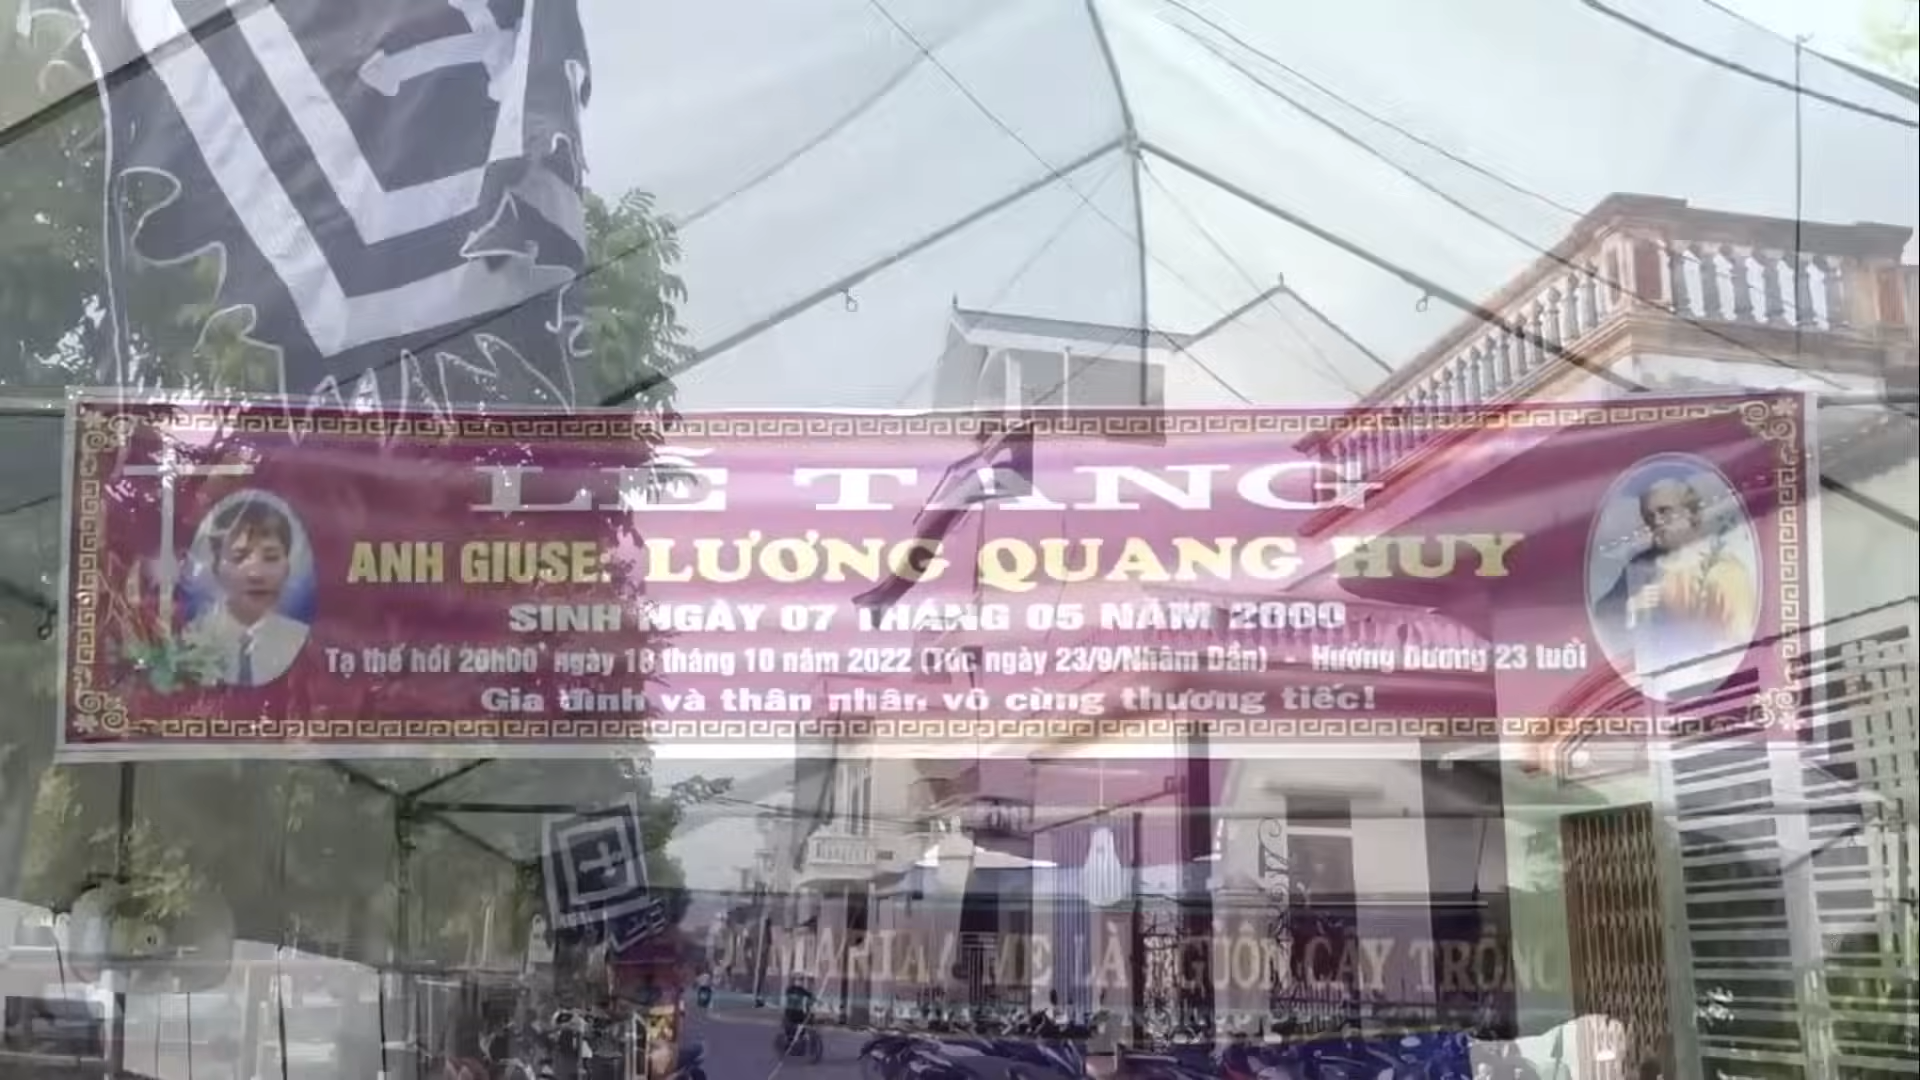 LỄ TANG
ANH GIUSE: LƯƠNG QUANG HUY
SINH NGÀY 07 THÁNG 05 NĂM 2000
Tạ thế hồi 20h00' ngày 18 tháng 10 năm 2022 (Tức ngày 23/9/Nhâm Dần) - Hưởng Dương 23 tuổi
Gia đình và thân nhân vô cùng thương tiếc!
MARIA! MẸ LÀ NGUỒN CẬY TRÔNG